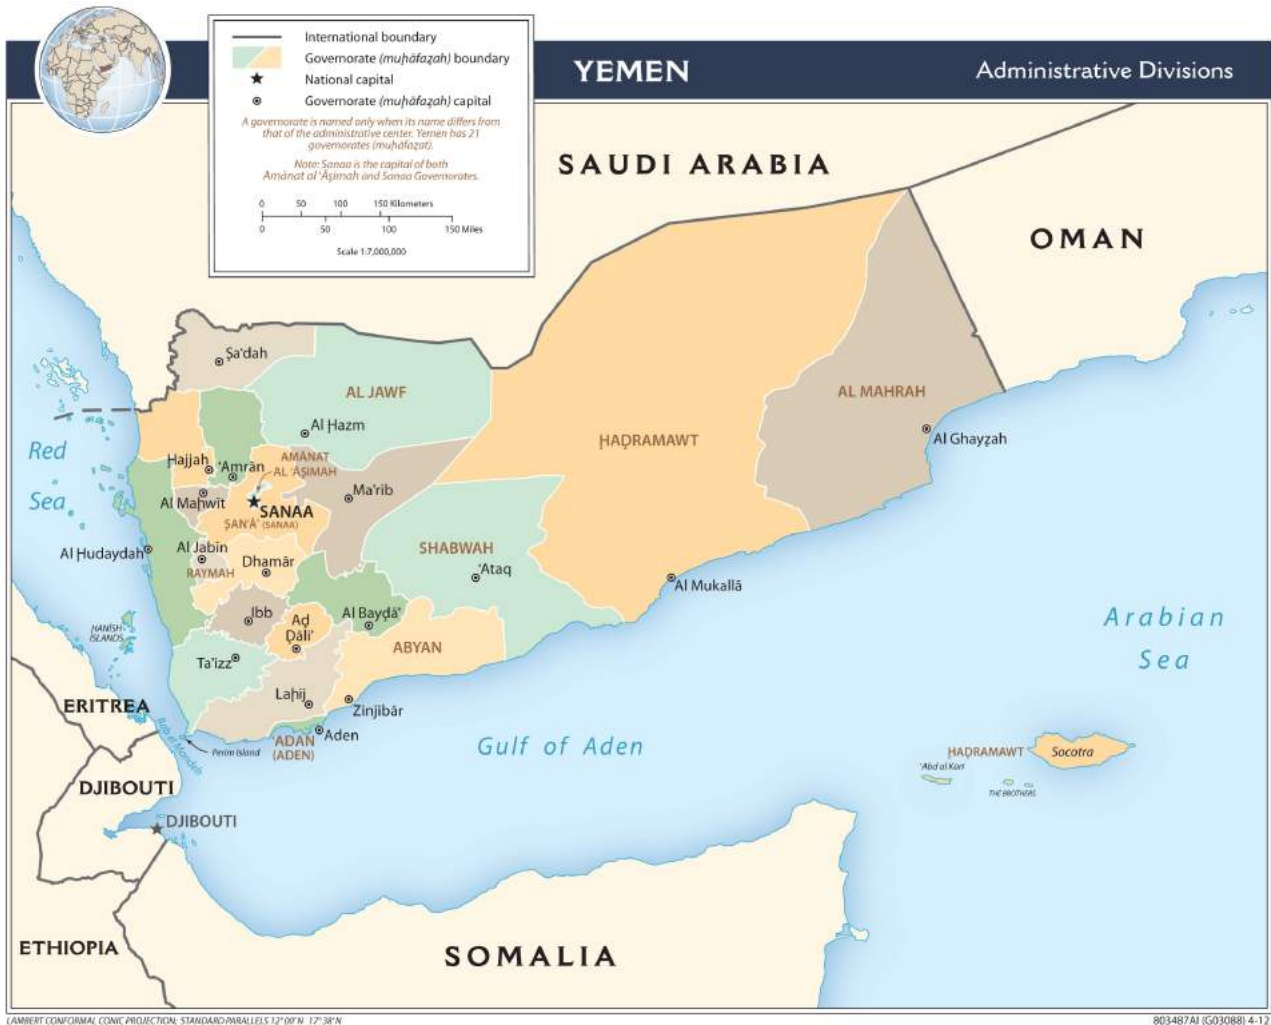 International boundary
Governorate (muḥāfaẓah) boundary
National capital
Governorate (muḥāfaẓah) capital
A governorate is named only when its name differs from
that of the administrative center. Yemen has 21
governorates (muḥāfaẓat).
Note: Sanaa is the capital of both
Amānat al ‘Āṣimah and Sanaa Governorates.
0 50 100 150 Kilometers
0 50 100 150 Miles
Scale 1:7,000,000
YEMEN
Administrative Divisions
SAUDI ARABIA
OMAN
Ṣa'dah
AL JAWF
AL MAHRAH
Al Ḥazm
Al Ghayẓah
ḤAḌRAMAWT
Red
Sea
Ḥajjah
‘Amrān
AMĀNAT
AL ‘ĀṢIMAH
Ma'rib
Al Maḥwīt
SANAA
ṢAN‘Ā' (SANAA)
Al Ḥudaydah
Al Jabīn
RAYMAH
Dhamār
SHABWAH
‘Ataq
Al Mukallā
Ibb
Aḍ
Ḍāli‘
Al Bayḍā'
HANISH
ISLANDS
ABYAN
Arabian
Sea
Ta‘izz
Laḥij
Zinjibār
ERITREA
Bab el Mandeb
Perim Island
‘ADAN
(ADEN)
Aden
Gulf of Aden
ḤAḌRAMAWT
Socotra
‘Abd al Kūrī
THE BROTHERS
DJIBOUTI
DJIBOUTI
ETHIOPIA
SOMALIA
LAMBERT CONFORMAL CONIC PROJECTION; STANDARD PARALLELS 12°00'N 17°38'N
803487AI (G03088) 4-12